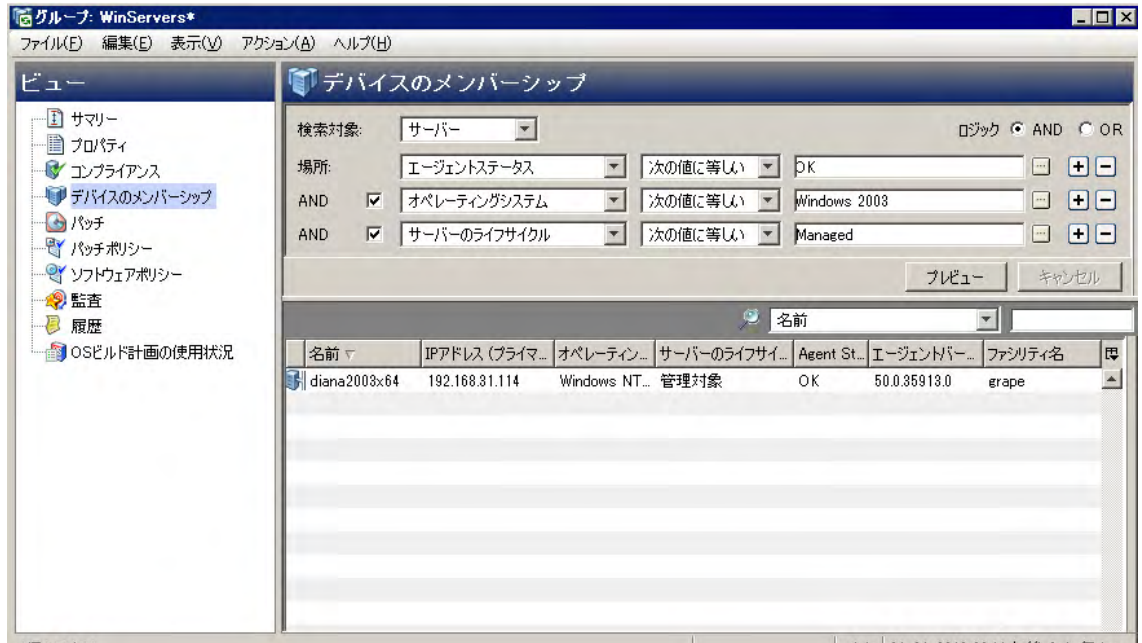 グループ: WinServers*
ファイル(F) 編集(E) 表示(V) アクション(A) ヘルプ(H)
ビュー
サマリー
プロパティ
コンプライアンス
デバイスのメンバーシップ
パッチ
パッチポリシー
ソフトウェアポリシー
監査
履歴
OSビルド計画の使用状況
デバイスのメンバーシップ
検索対象: サーバー ロジック AND OR
場所: エージェントステータス 次の値に等しい OK
AND オペレーティングシステム 次の値に等しい Windows 2003
AND サーバーのライフサイクル 次の値に等しい Managed
プレビュー キャンセル
名前
名前 IPアドレス (プライマ... オペレーティン... サーバーのライフサイ... Agent St... エージェントバー... ファシリティ名
diana2003x64 192.168.31.114 Windows NT... 管理対象 OK 50.0.35913.0 grape